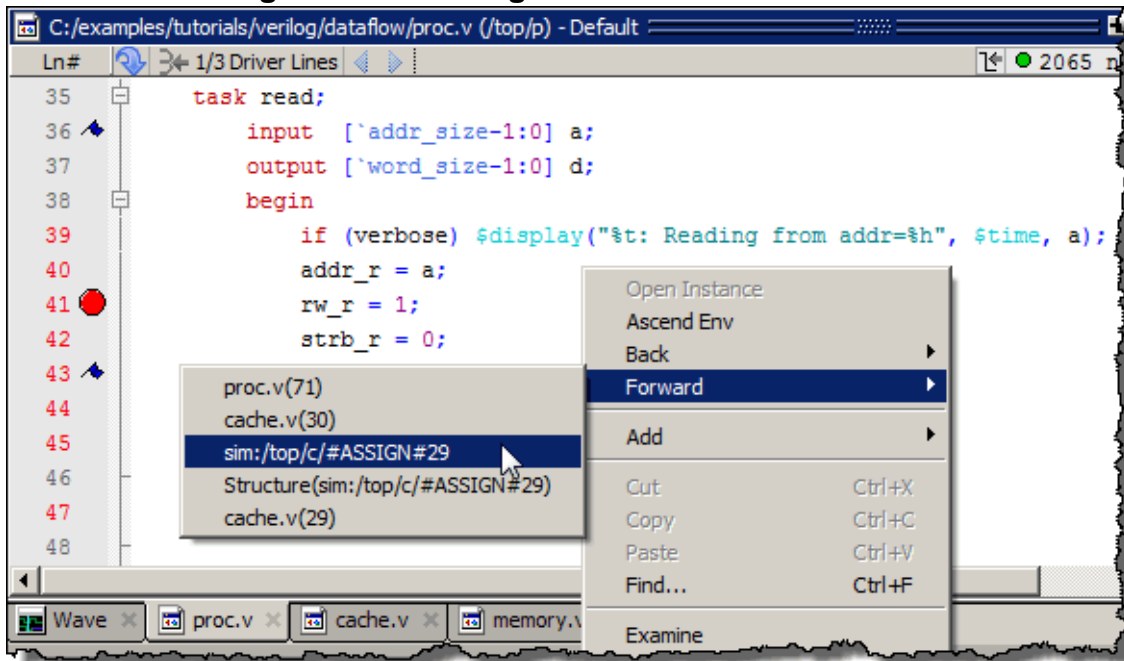 C:/examples/tutorials/verilog/dataflow/proc.v (/top/p) - Default
Ln# 1/3 Driver Lines 2065
35 task read;
36 input [`addr_size-1:0] a;
37 output [`word_size-1:0] d;
38 begin
39 if (verbose) $display("%t: Reading from addr=%h", $time, a);
40 addr_r = a;
41 rw_r = 1;
42 strb_r = 0;
43
44
45
46
47
48
Open Instance
Ascend Env
Back
Forward
Add
Cut Ctrl+X
Copy Ctrl+C
Paste Ctrl+V
Find... Ctrl+F
Examine
proc.v(71)
cache.v(30)
sim:/top/c/#ASSIGN#29
Structure(sim:/top/c/#ASSIGN#29)
cache.v(29)
Wave proc.v cache.v memory.v